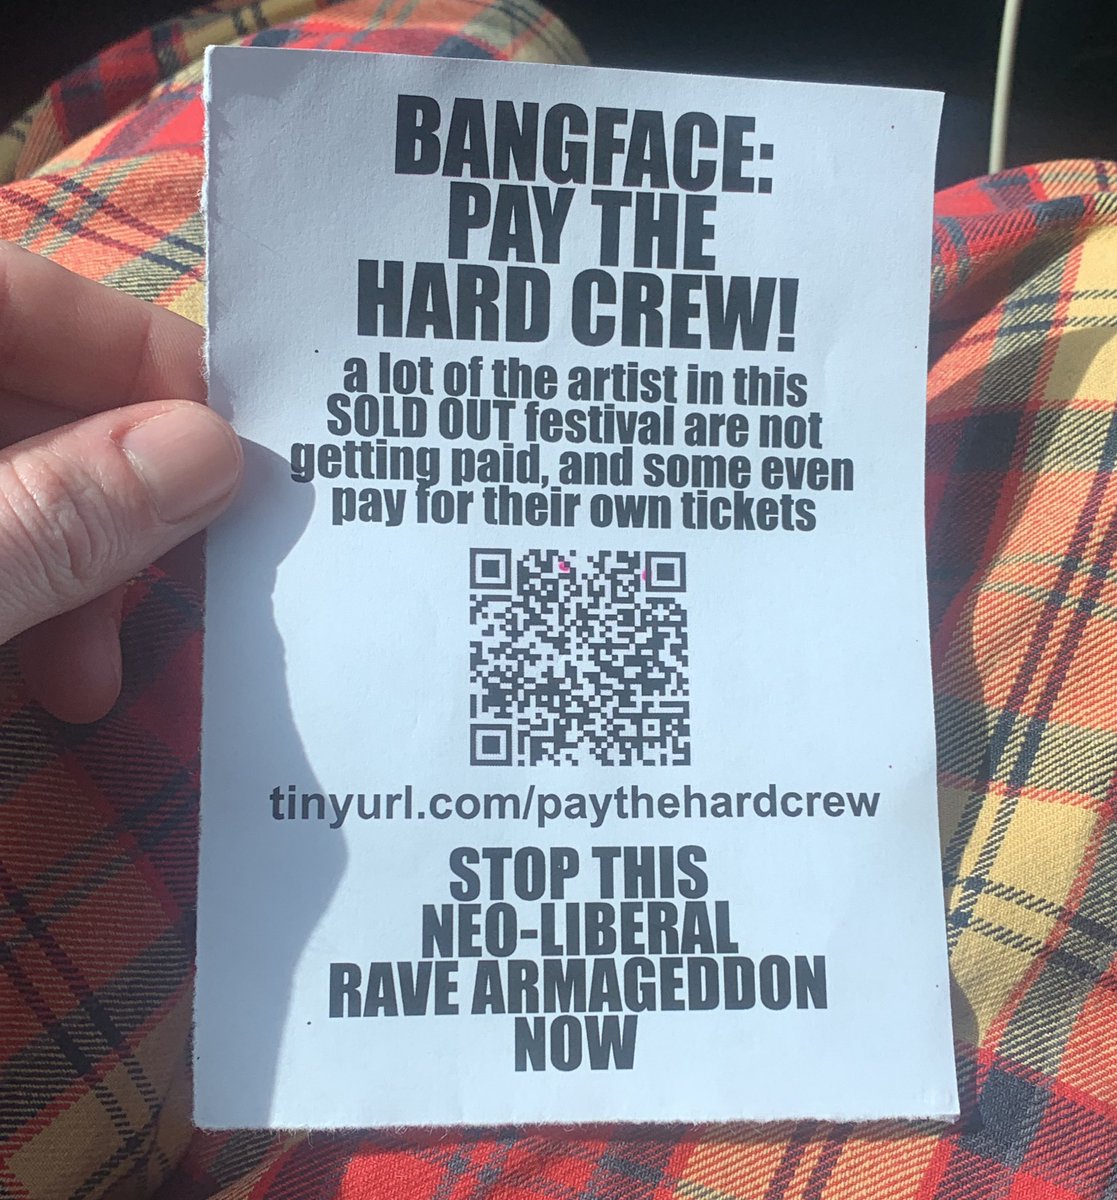 BANGFACE:
PAY THE
HARD CREW!
a lot of the artist in this
SOLD OUT festival are not
getting paid, and some even
pay for their own tickets
tinyurl.com/paythehardcrew
STOP THIS
NEO-LIBERAL
RAVE ARMAGEDDON
NOW